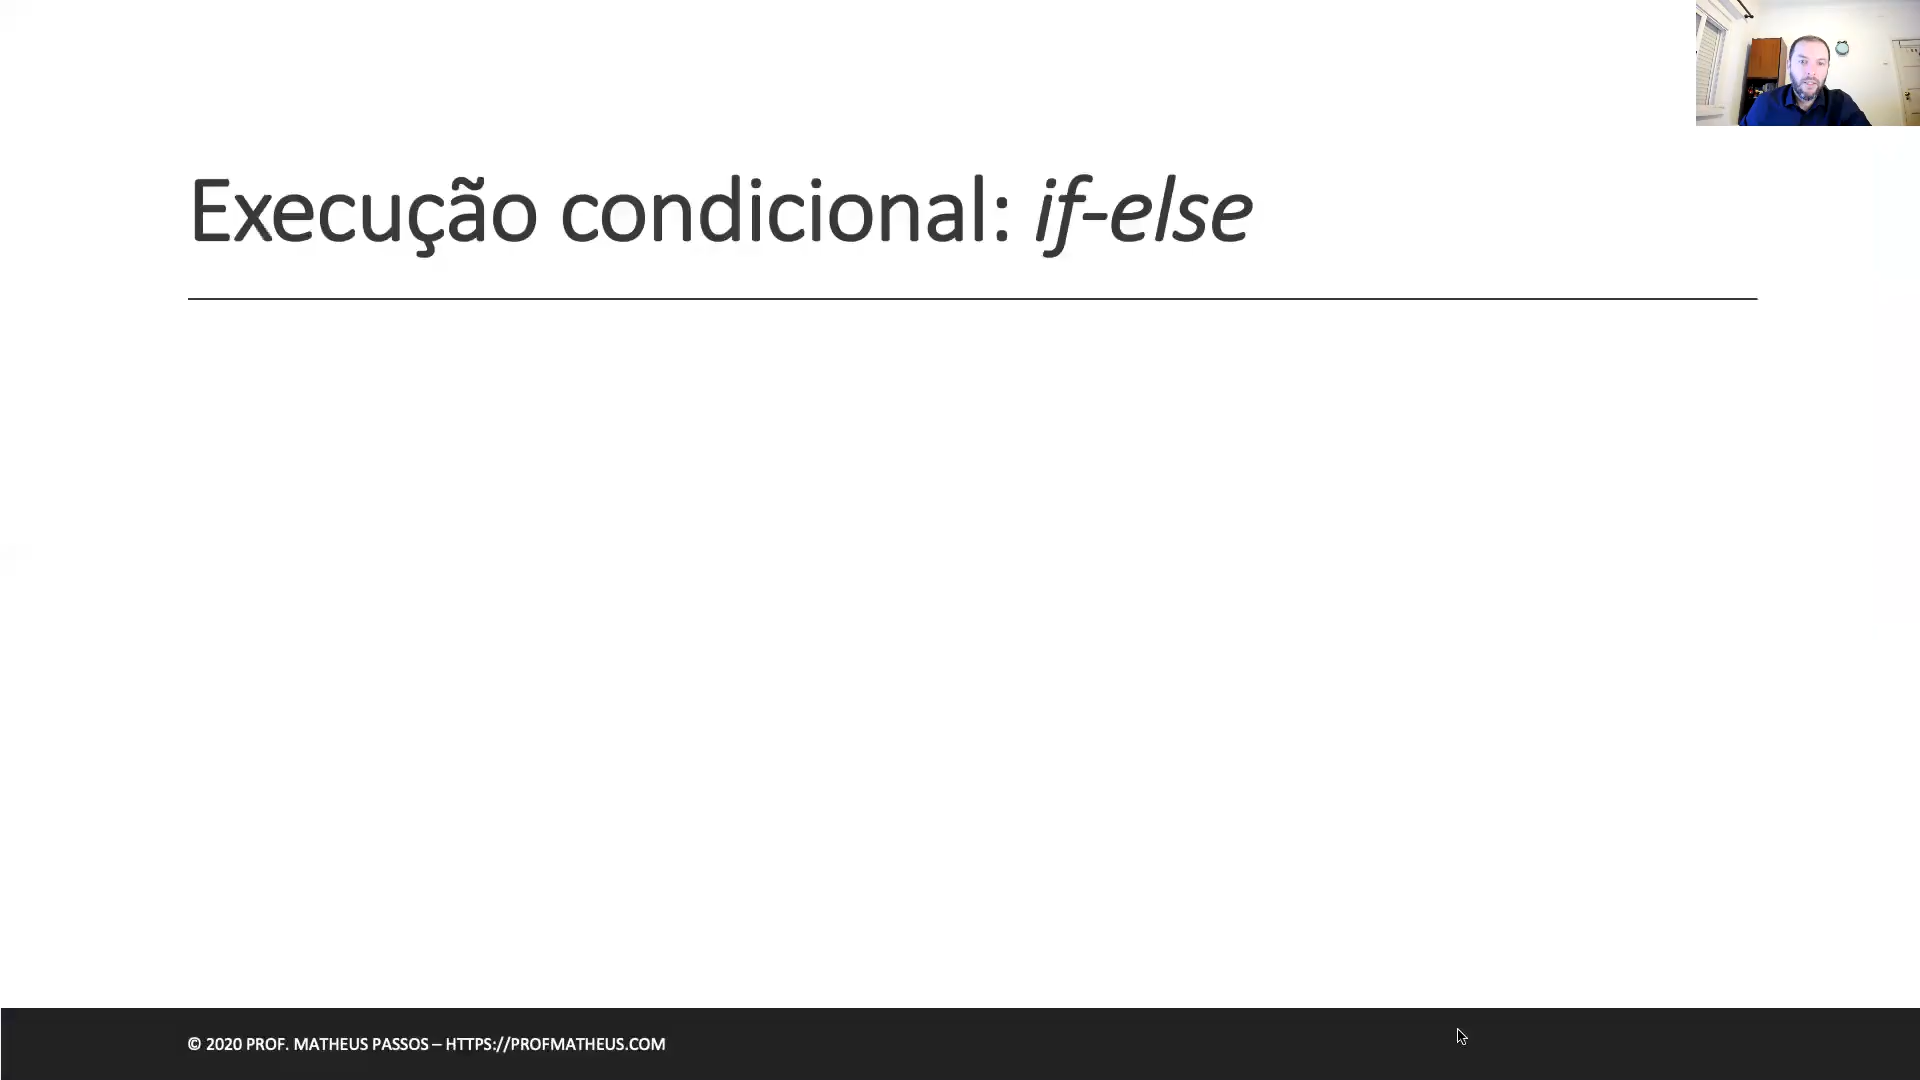 Execução condicional: if-else
© 2020 PROF. MATHEUS PASSOS – HTTPS://PROFMATHEUS.COM